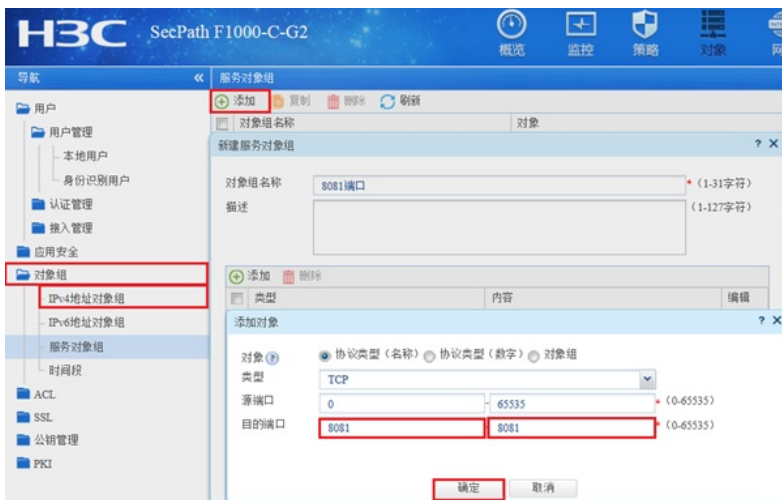 H3C SecPath F1000-C-G2
概览 监控 策略 对象
导航 «
服务对象组
用户
用户管理
本地用户
身份识别用户
认证管理
接入管理
应用安全
对象组
IPv4地址对象组
IPv6地址对象组
服务对象组
时间段
ACL
SSL
公钥管理
PKI
添加 复制 删除 刷新
对象组名称 对象
新建服务对象组 ? X
对象组名称 8081端口 * (1-31字符)
描述 (1-127字符)
添加 删除
类型 内容 编辑
添加对象 ? X
对象 ? 协议类型（名称） 协议类型（数字） 对象组
类型 TCP
源端口 0 - 65535 * (0-65535)
目的端口 8081 - 8081 * (0-65535)
确定 取消